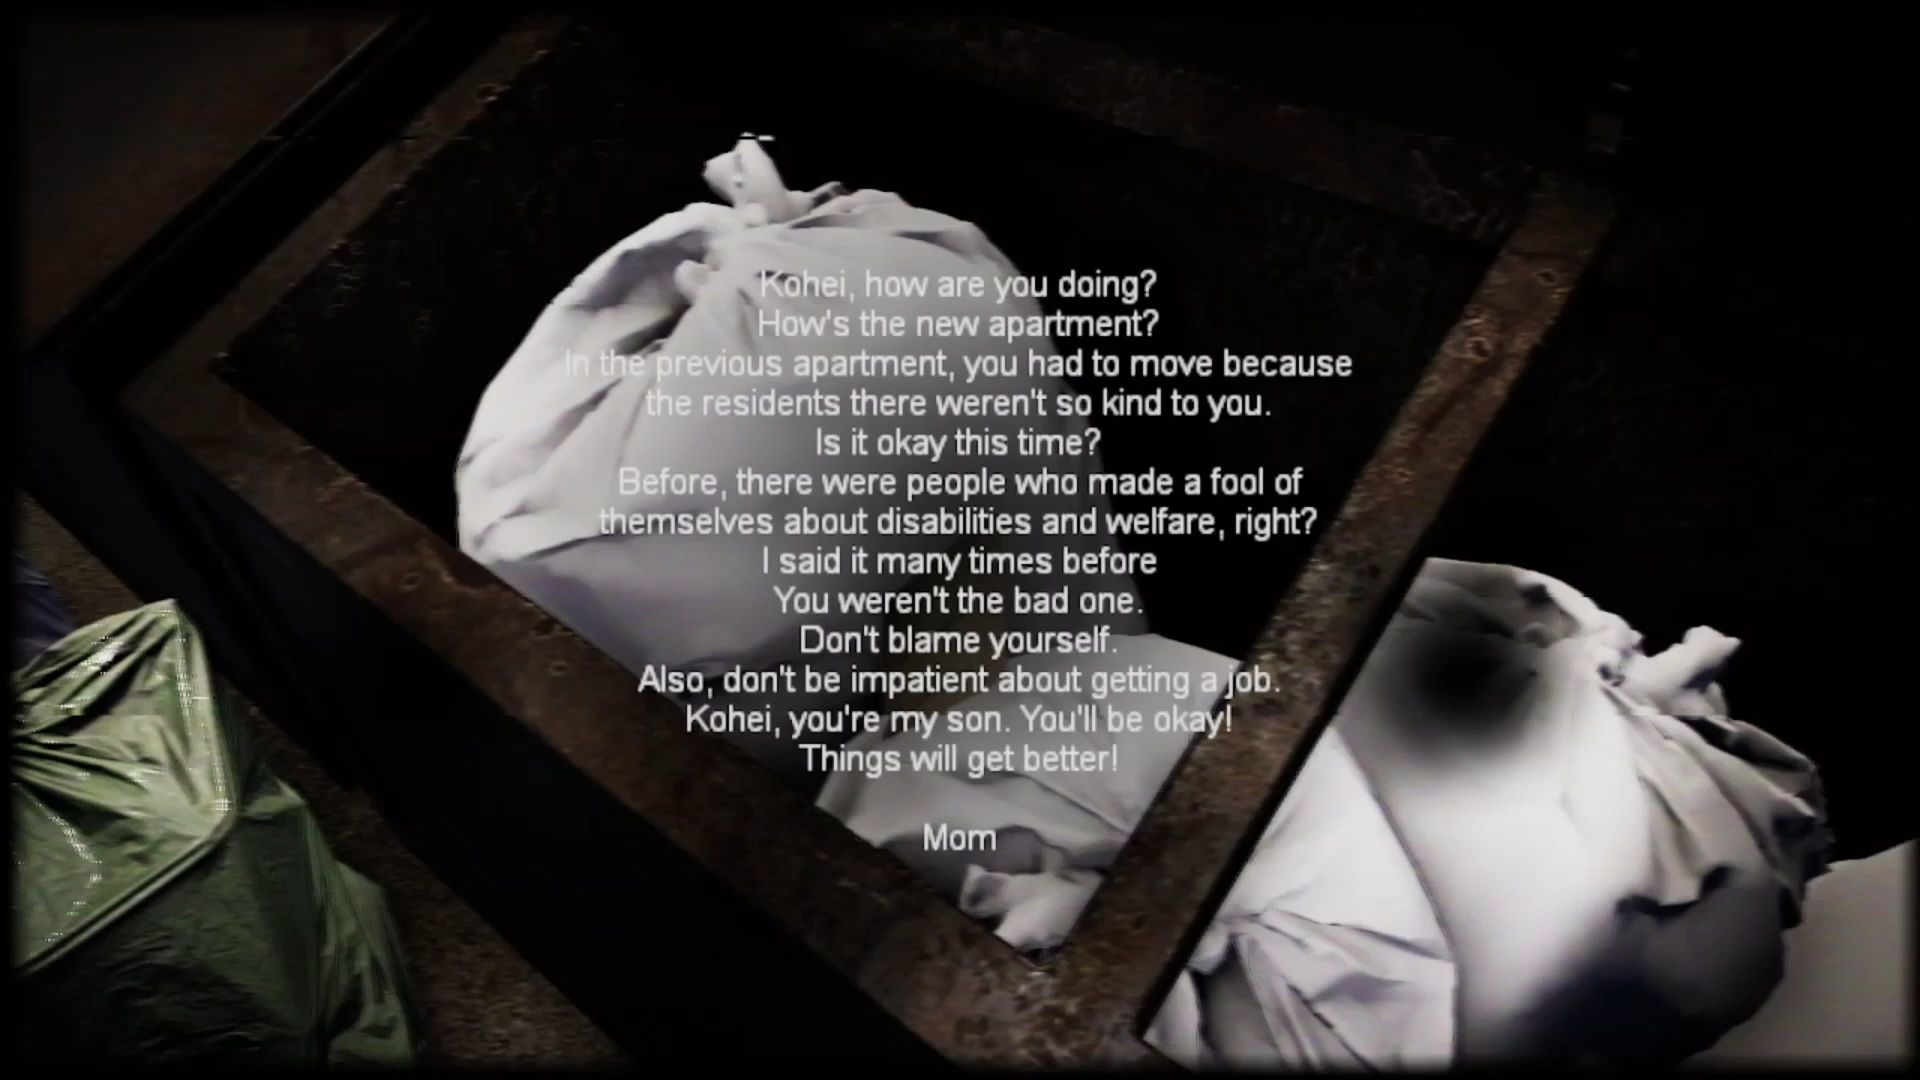 Kohei, how are you doing?
How's the new apartment?
In the previous apartment, you had to move because
the residents there weren't so kind to you.
Is it okay this time?
Before, there were people who made a fool of
themselves about disabilities and welfare, right?
I said it many times before
You weren't the bad one.
Don't blame yourself.
Also, don't be impatient about getting a job.
Kohei, you're my son. You'll be okay!
Things will get better!
Mom